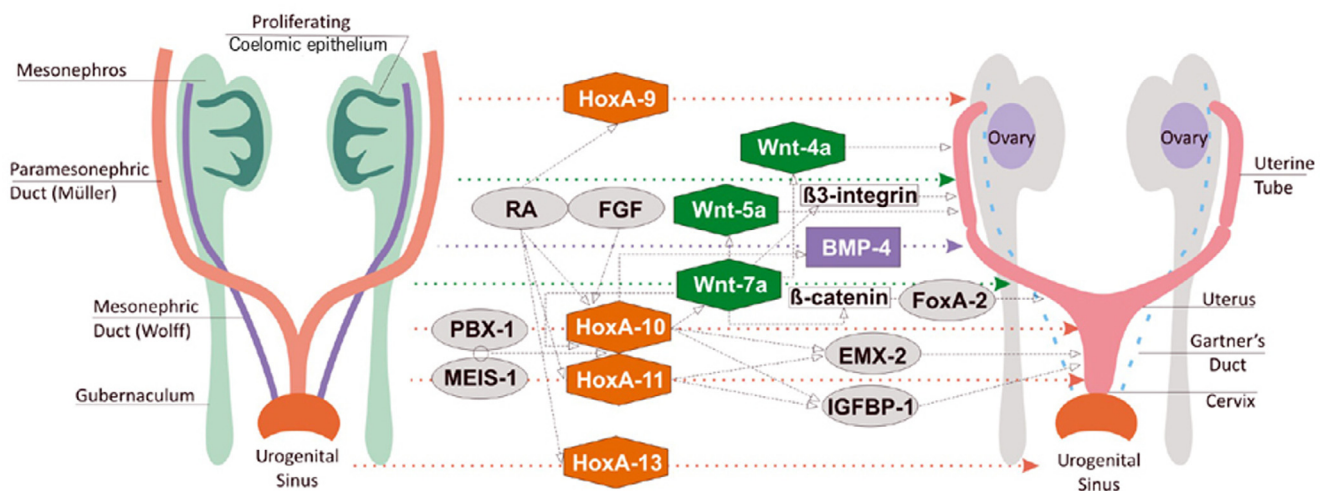 Proliferating
Coelomic epithelium
Mesonephros
Paramesonephric
Duct (Müller)
Mesonephric
Duct (Wolff)
Gubernaculum
Urogenital
Sinus
HoxA-9
Wnt-4a
RA
FGF
Wnt-5a
ß3-integrin
BMP-4
Wnt-7a
ß-catenin
FoxA-2
PBX-1
HoxA-10
EMX-2
MEIS-1
HoxA-11
IGFBP-1
HoxA-13
Ovary
Ovary
Uterine
Tube
Uterus
Gartner's
Duct
Cervix
Urogenital
Sinus